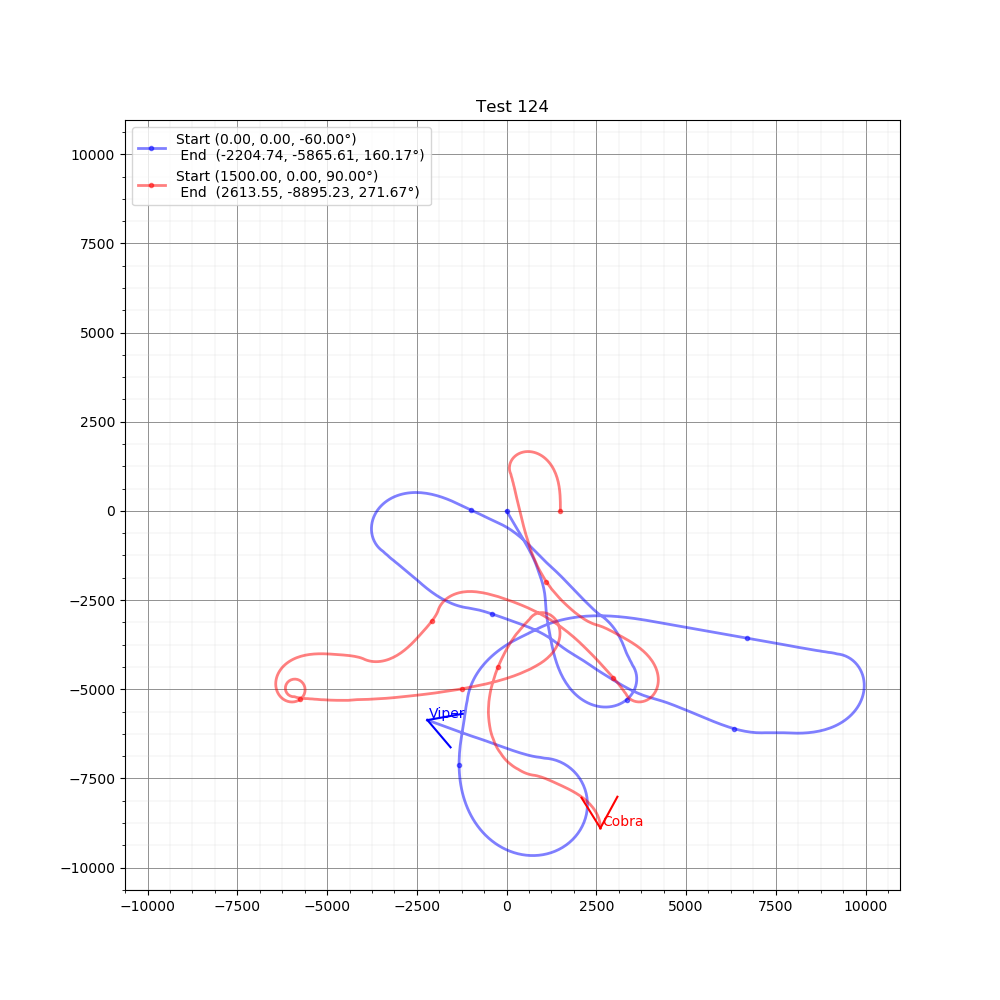 Test 124
Start (0.00, 0.00, -60.00°)
End (-2204.74, -5865.61, 160.17°)
Start (1500.00, 0.00, 90.00°)
End (2613.55, -8895.23, 271.67°)
10000
7500
5000
2500
0
−2500
−5000
−7500
−10000
Viper
Cobra
−10000 −7500 −5000 −2500 0 2500 5000 7500 10000